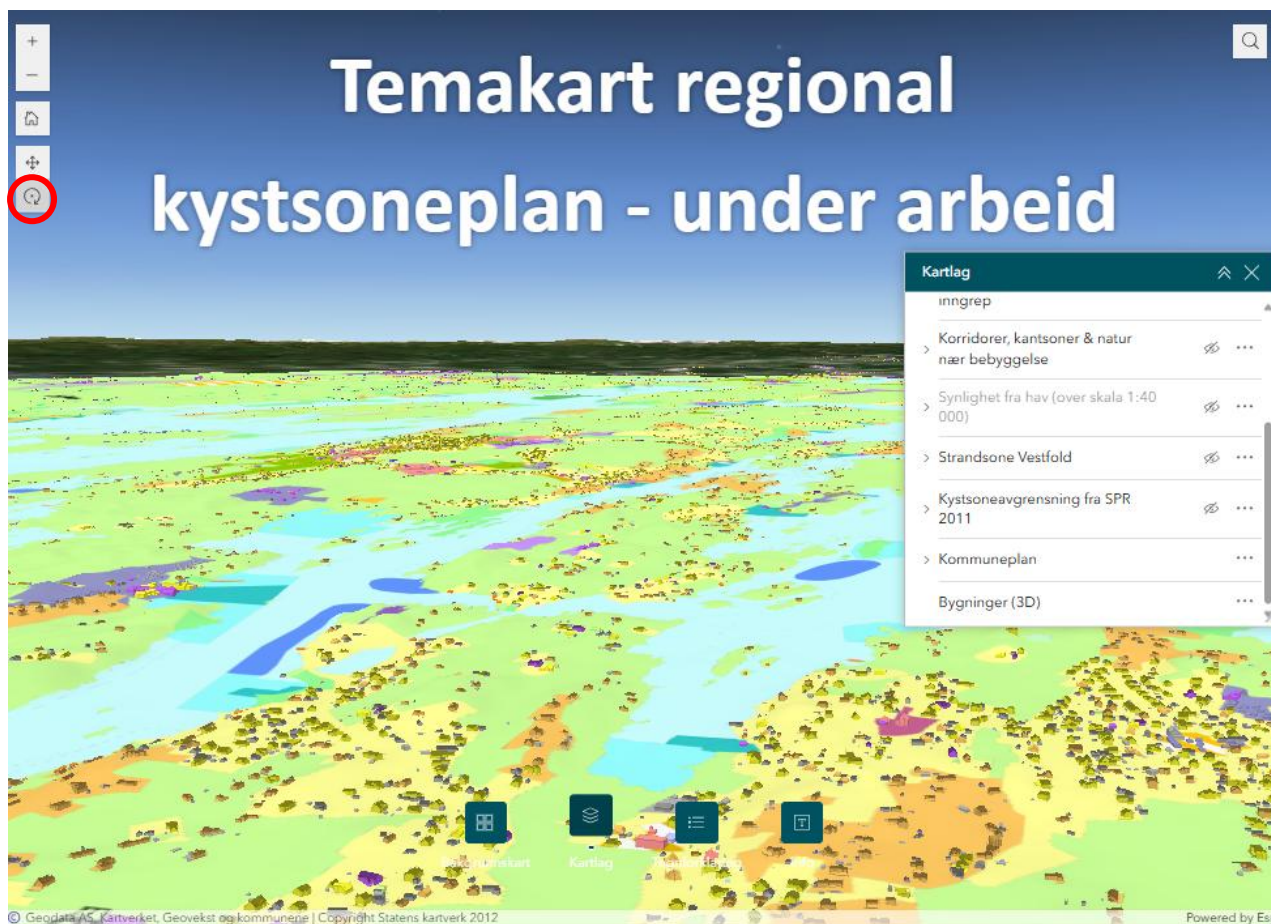 Temakart regional
kystsoneplan - under arbeid
Kartlag
inngrep
Korridorer, kantsoner & natur
nær bebyggelse
Synlighet fra hav (over skala 1:40
000)
Strandsone Vestfold
Kystsoneavgrensning fra SPR
2011
Kommuneplan
Bygninger (3D)
Kartlag
© Geodata AS, Kartverket, Geovekst og kommunene | Copyright Statens kartverk 2012
Powered by Es